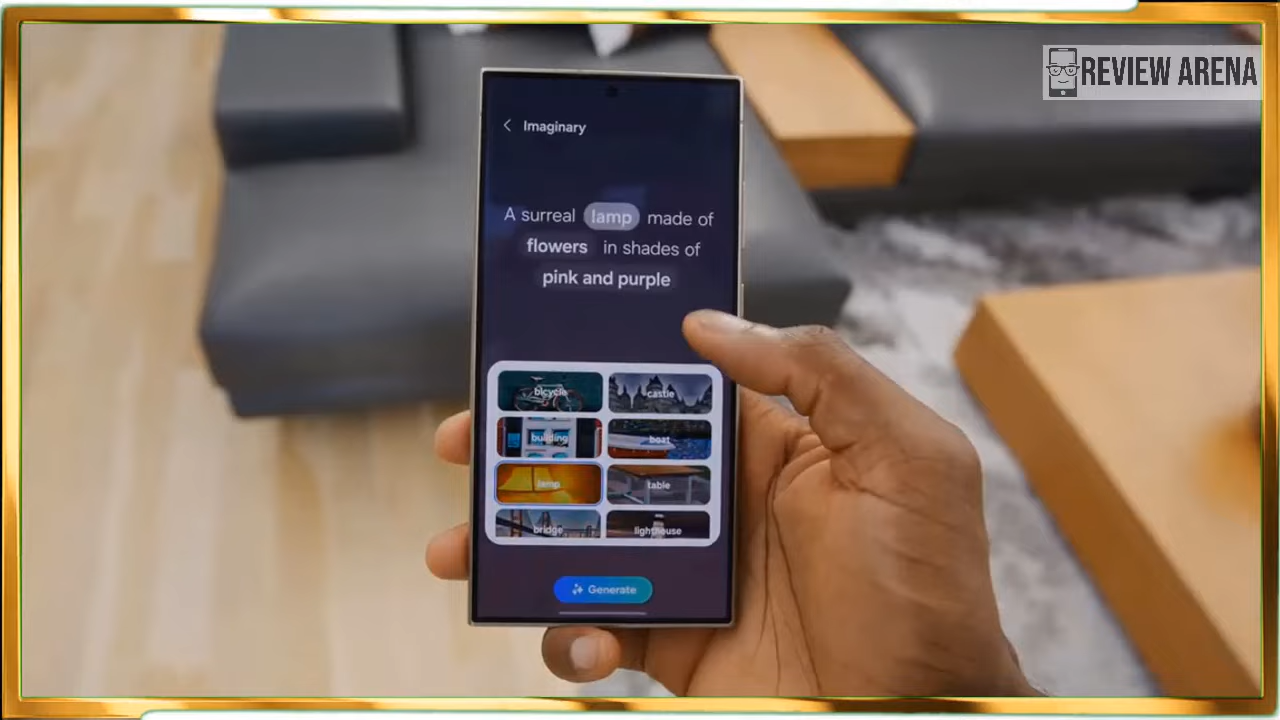 REVIEW ARENA
Imaginary
A surreal lamp made of
flowers in shades of
pink and purple
bicycle castle
building boat
lamp table
bridge lighthouse
Generate